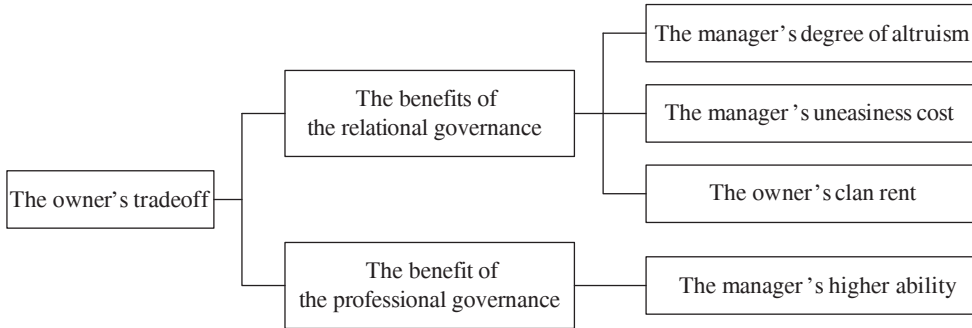 The owner's tradeoff
The benefits of
the relational governance
The manager's degree of altruism
The manager's uneasiness cost
The owner's clan rent
The benefit of
the professional governance
The manager's higher ability